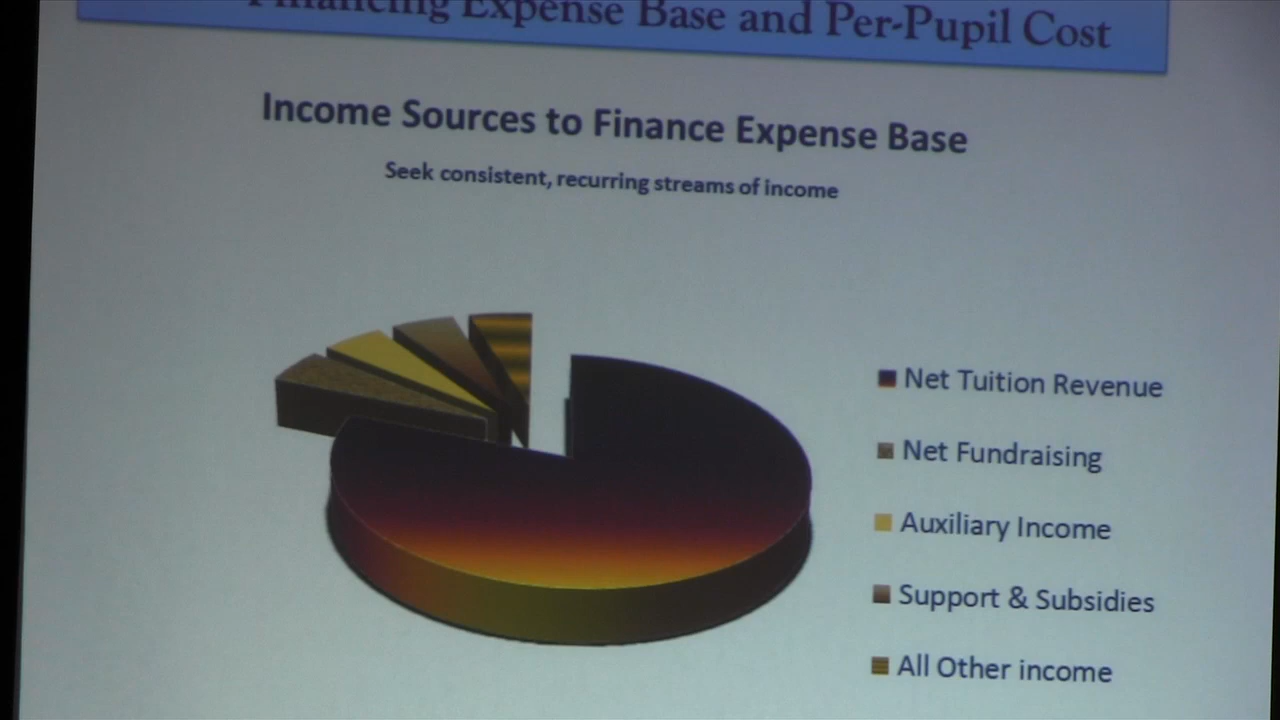 Financing Expense Base and Per-Pupil Cost
Income Sources to Finance Expense Base
Seek consistent, recurring streams of income
Net Tuition Revenue
Net Fundraising
Auxiliary Income
Support & Subsidies
All Other income